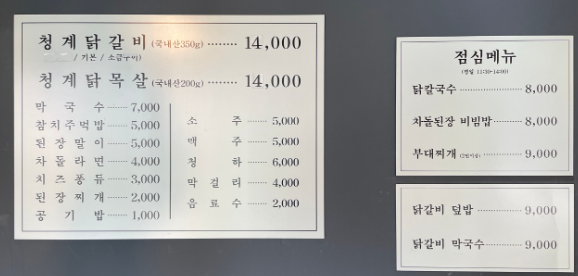 청계닭갈비(국내산350g) ········ 14,000
/ 기본 / 소금구이)
청계닭목살(국내산200g) ········ 14,000
막국수 ······ 7,000
참치주먹밥 ······ 5,000
된장말이 ······ 5,000
차돌라면 ······ 4,000
치즈퐁듀 ······ 3,000
된장찌개 ······ 2,000
공기밥 ······ 1,000
소주 ······ 5,000
맥주 ······ 5,000
청하 ······ 6,000
막걸리 ······ 4,000
음료수 ······ 2,000
점심메뉴
(평일 11:30~14:00)
닭칼국수 ······ 8,000
차돌된장 비빔밥 ······ 8,000
부대찌개 ······ 9,000
닭갈비 덮밥 ······ 9,000
닭갈비 막국수 ······ 9,000